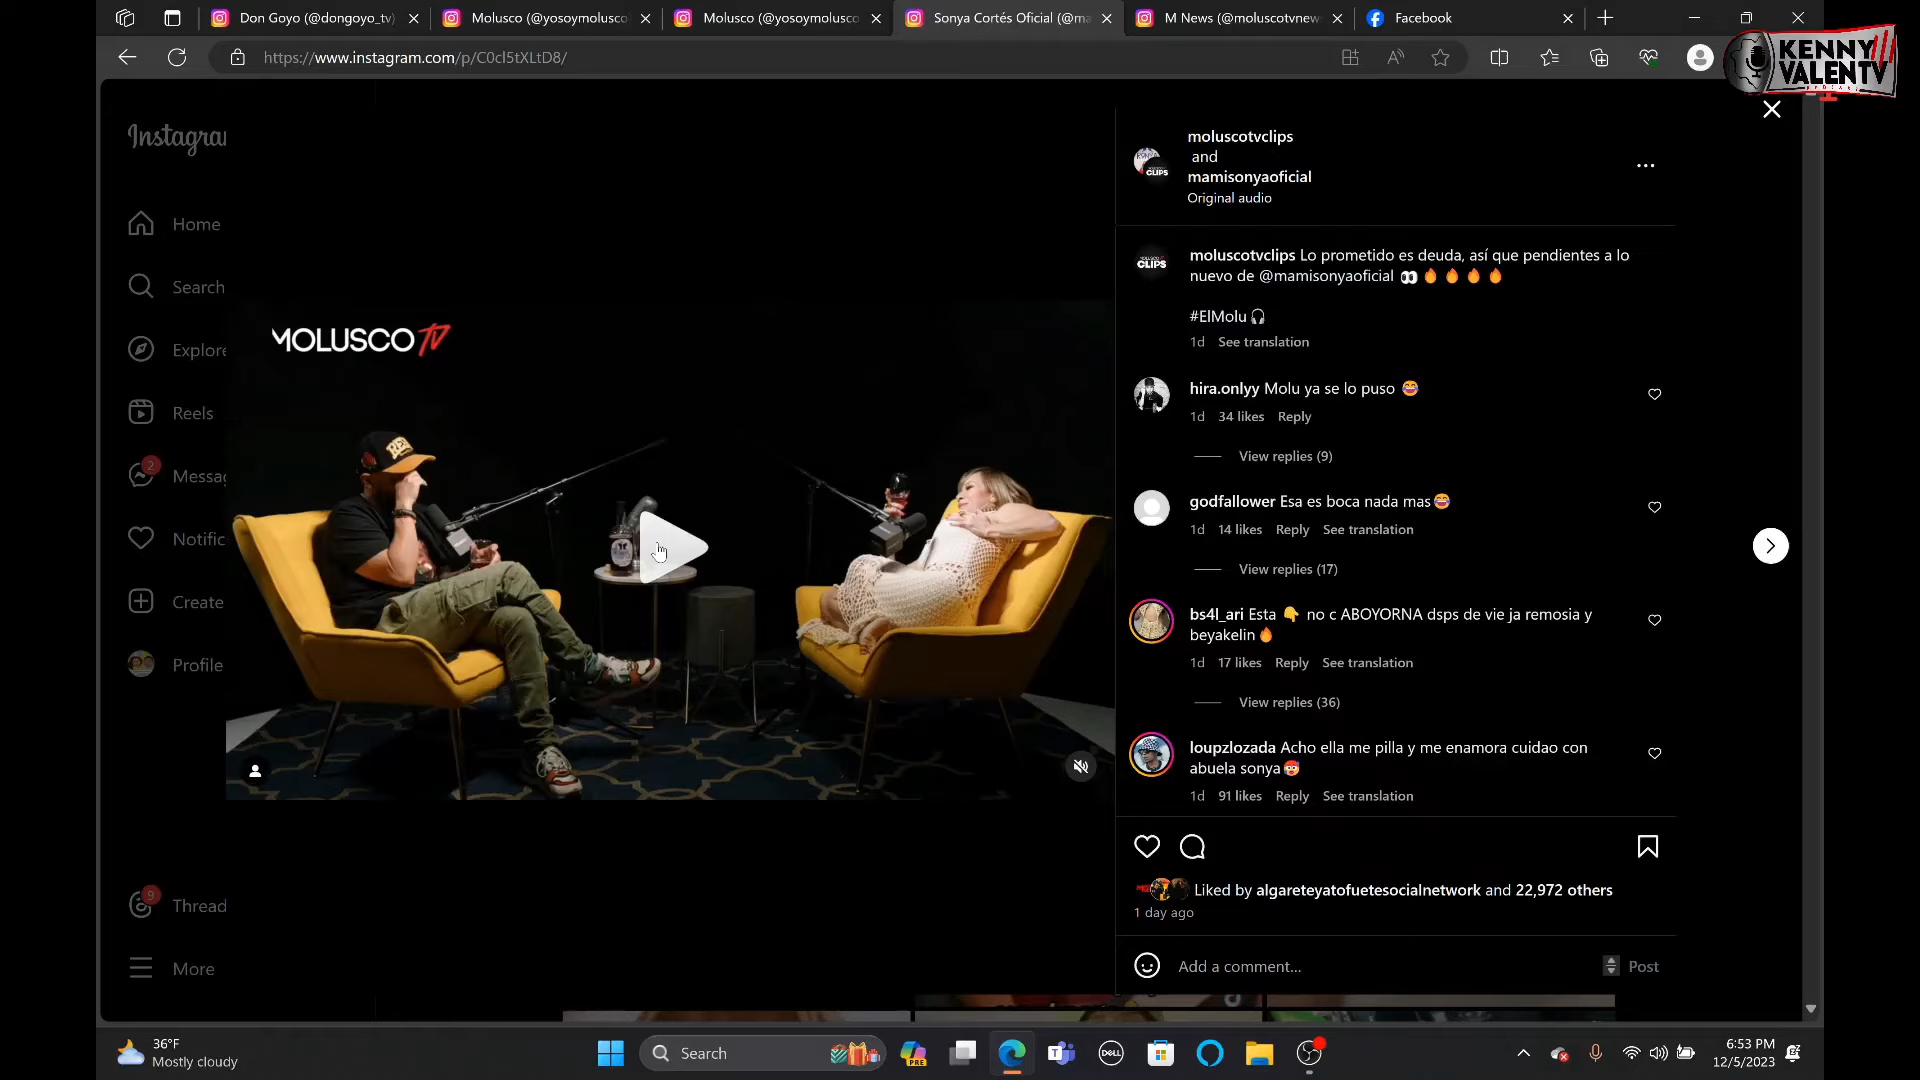 Don Goyo (@dongoyo_tv)
Molusco (@yosoymolusco
Molusco (@yosoymolusco
Sonya Cortés Oficial (@ma
M News (@moluscotvnew
Facebook
https://www.instagram.com/p/C0cl5tXLtD8/
KENNY
VALENTV
Instagra
Home
Search
Explore
Reels
2
Messag
Notific
Create
Profile
9
Thread
More
MOLUSCO TV
moluscotvclips
and
mamisonyaoficial
Original audio
CLIPS
moluscotvclips Lo prometido es deuda, así que pendientes a lo
nuevo de @mamisonyaoficial 👀🔥🔥🔥🔥
#ElMolu🎧
1d See translation
hira.onlyy Molu ya se lo puso 😂
1d 34 likes Reply
View replies (9)
godfallower Esa es boca nada mas😂
1d 14 likes Reply See translation
View replies (17)
bs4l_ari Esta 👇 no c ABOYORNA dsps de vie ja remosia y
beyakelin🔥
1d 17 likes Reply See translation
View replies (36)
loupzlozada Acho ella me pilla y me enamora cuidao con
abuela sonya🥵
1d 91 likes Reply See translation
Liked by algareteyatofuetesocialnetwork and 22,972 others
1 day ago
Add a comment...
Post
36°F
Mostly cloudy
Search
PRE
DELL
6:53 PM
12/5/2023